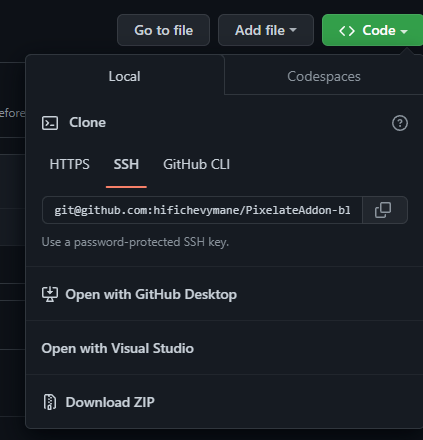 Go to file
Add file
Code
Local
Codespaces
efore
Clone
HTTPS
SSH
GitHub CLI
git@github.com:hifichevymane/PixelateAddon-bl
Use a password-protected SSH key.
Open with GitHub Desktop
Open with Visual Studio
Download ZIP